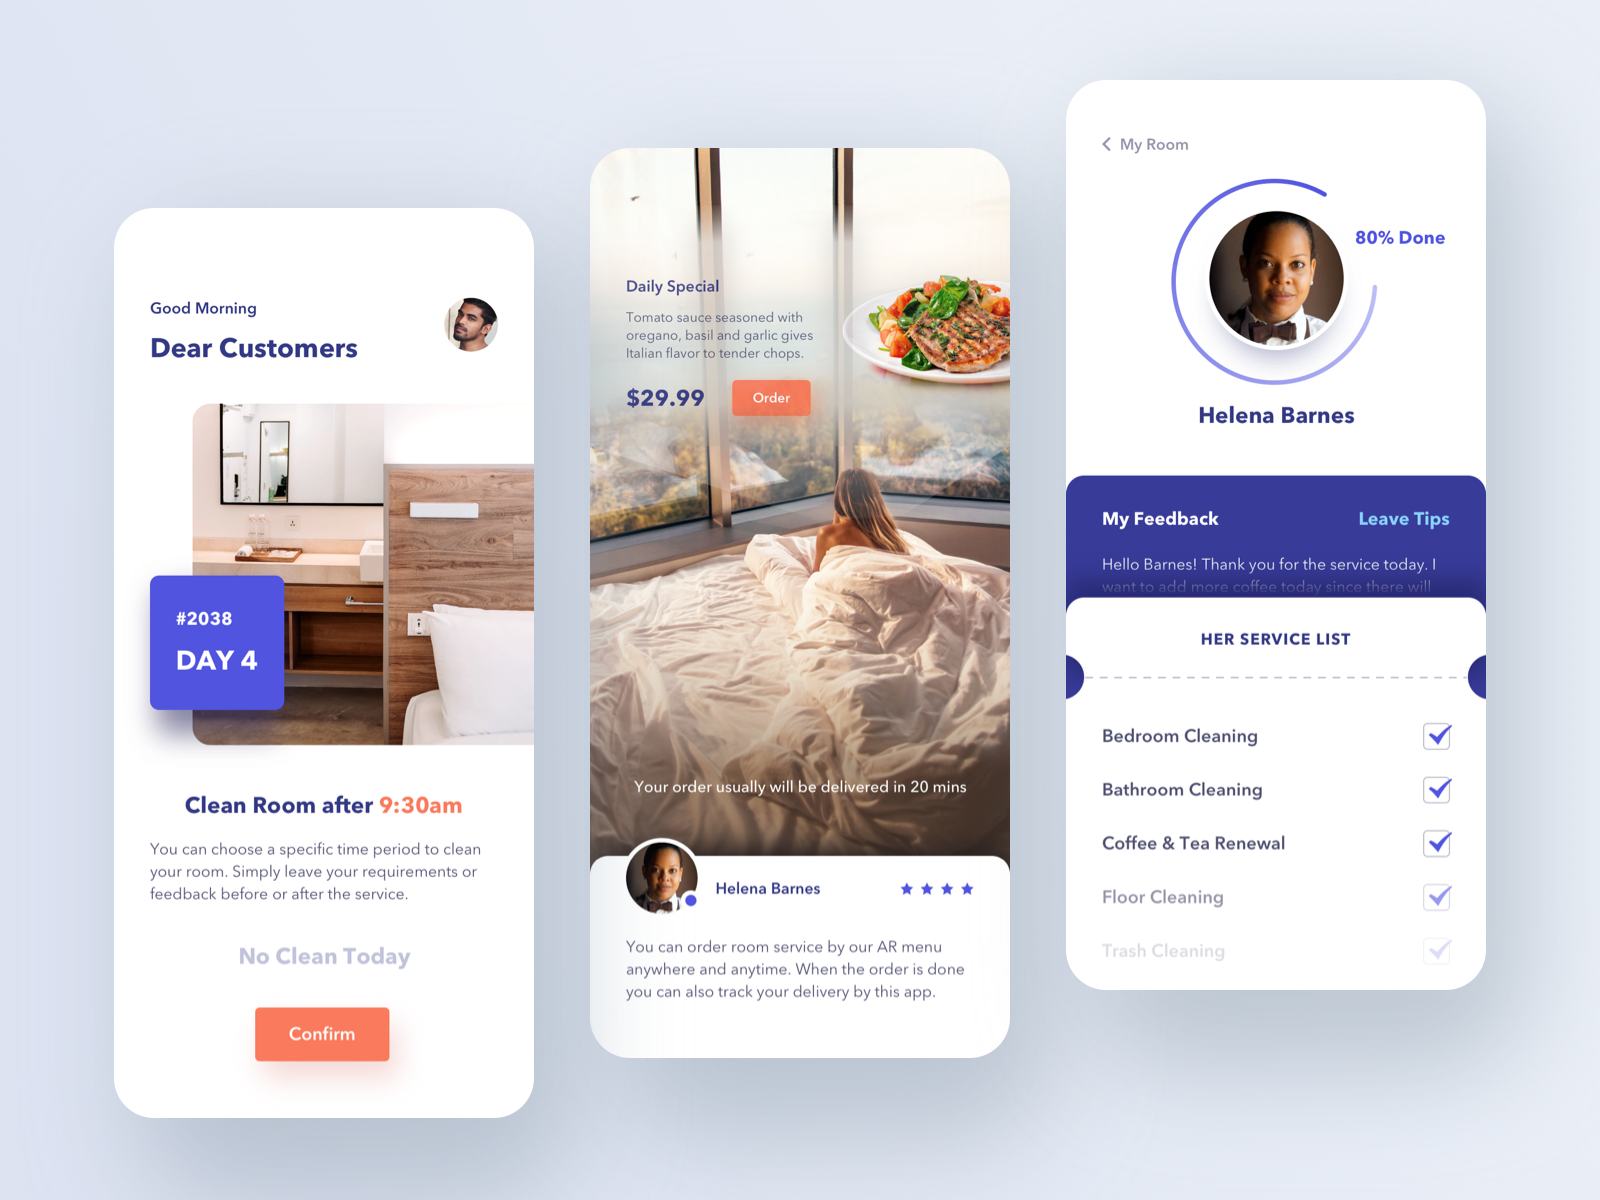 Good Morning
Dear Customers
#2038
DAY 4
Clean Room after 9:30am
You can choose a specific time period to clean
your room. Simply leave your requirements or
feedback before or after the service.
No Clean Today
Confirm
Daily Special
Tomato sauce seasoned with
oregano, basil and garlic gives
Italian flavor to tender chops.
$29.99
Order
Your order usually will be delivered in 20 mins
Helena Barnes
You can order room service by our AR menu
anywhere and anytime. When the order is done
you can also track your delivery by this app.
My Room
80% Done
Helena Barnes
My Feedback
Leave Tips
Hello Barnes! Thank you for the service today. I
want to add more coffee today since there will
HER SERVICE LIST
Bedroom Cleaning
Bathroom Cleaning
Coffee & Tea Renewal
Floor Cleaning
Trash Cleaning